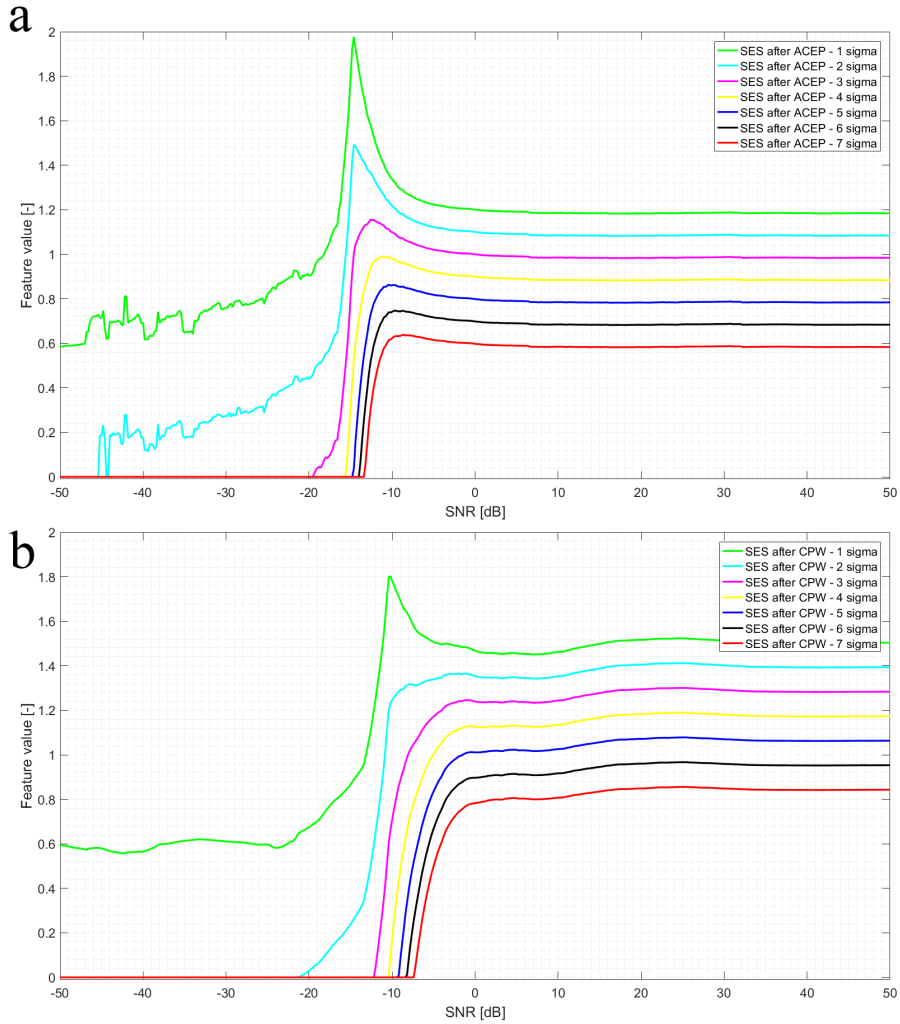 a
2
1.8
1.6
1.4
1.2
1
0.8
0.6
0.4
0.2
0
Feature value [-]
SES after ACEP - 1 sigma
SES after ACEP - 2 sigma
SES after ACEP - 3 sigma
SES after ACEP - 4 sigma
SES after ACEP - 5 sigma
SES after ACEP - 6 sigma
SES after ACEP - 7 sigma
-50 -40 -30 -20 -10 0 10 20 30 40 50
SNR [dB]
b
2
1.8
1.6
1.4
1.2
1
0.8
0.6
0.4
0.2
0
Feature value [-]
SES after CPW - 1 sigma
SES after CPW - 2 sigma
SES after CPW - 3 sigma
SES after CPW - 4 sigma
SES after CPW - 5 sigma
SES after CPW - 6 sigma
SES after CPW - 7 sigma
-50 -40 -30 -20 -10 0 10 20 30 40 50
SNR [dB]